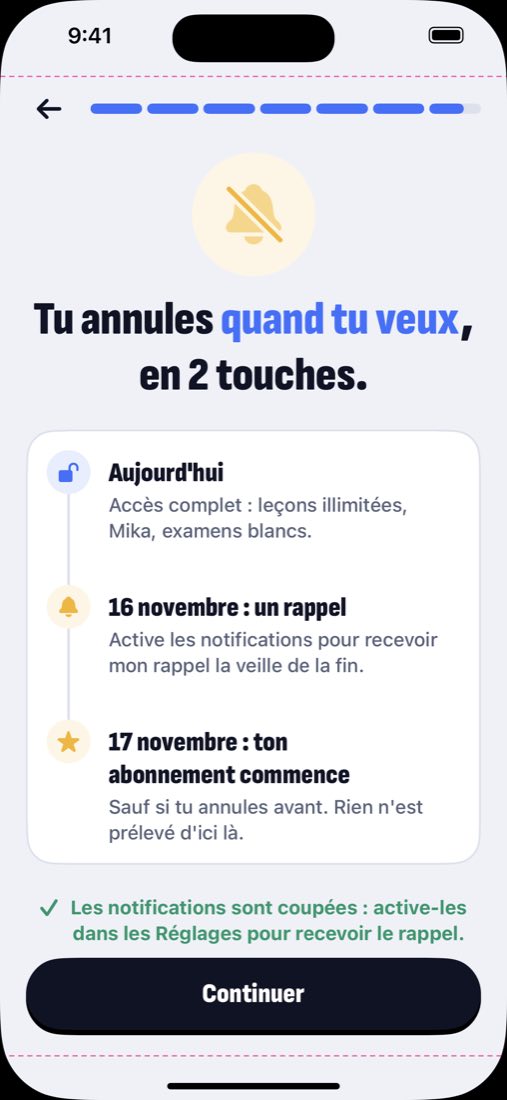 9:41
Tu annules quand tu veux,
en 2 touches.
Aujourd'hui
Accès complet : leçons illimitées,
Mika, examens blancs.
16 novembre : un rappel
Active les notifications pour recevoir
mon rappel la veille de la fin.
17 novembre : ton
abonnement commence
Sauf si tu annules avant. Rien n'est
prélevé d'ici là.
Les notifications sont coupées : active-les
dans les Réglages pour recevoir le rappel.
Continuer